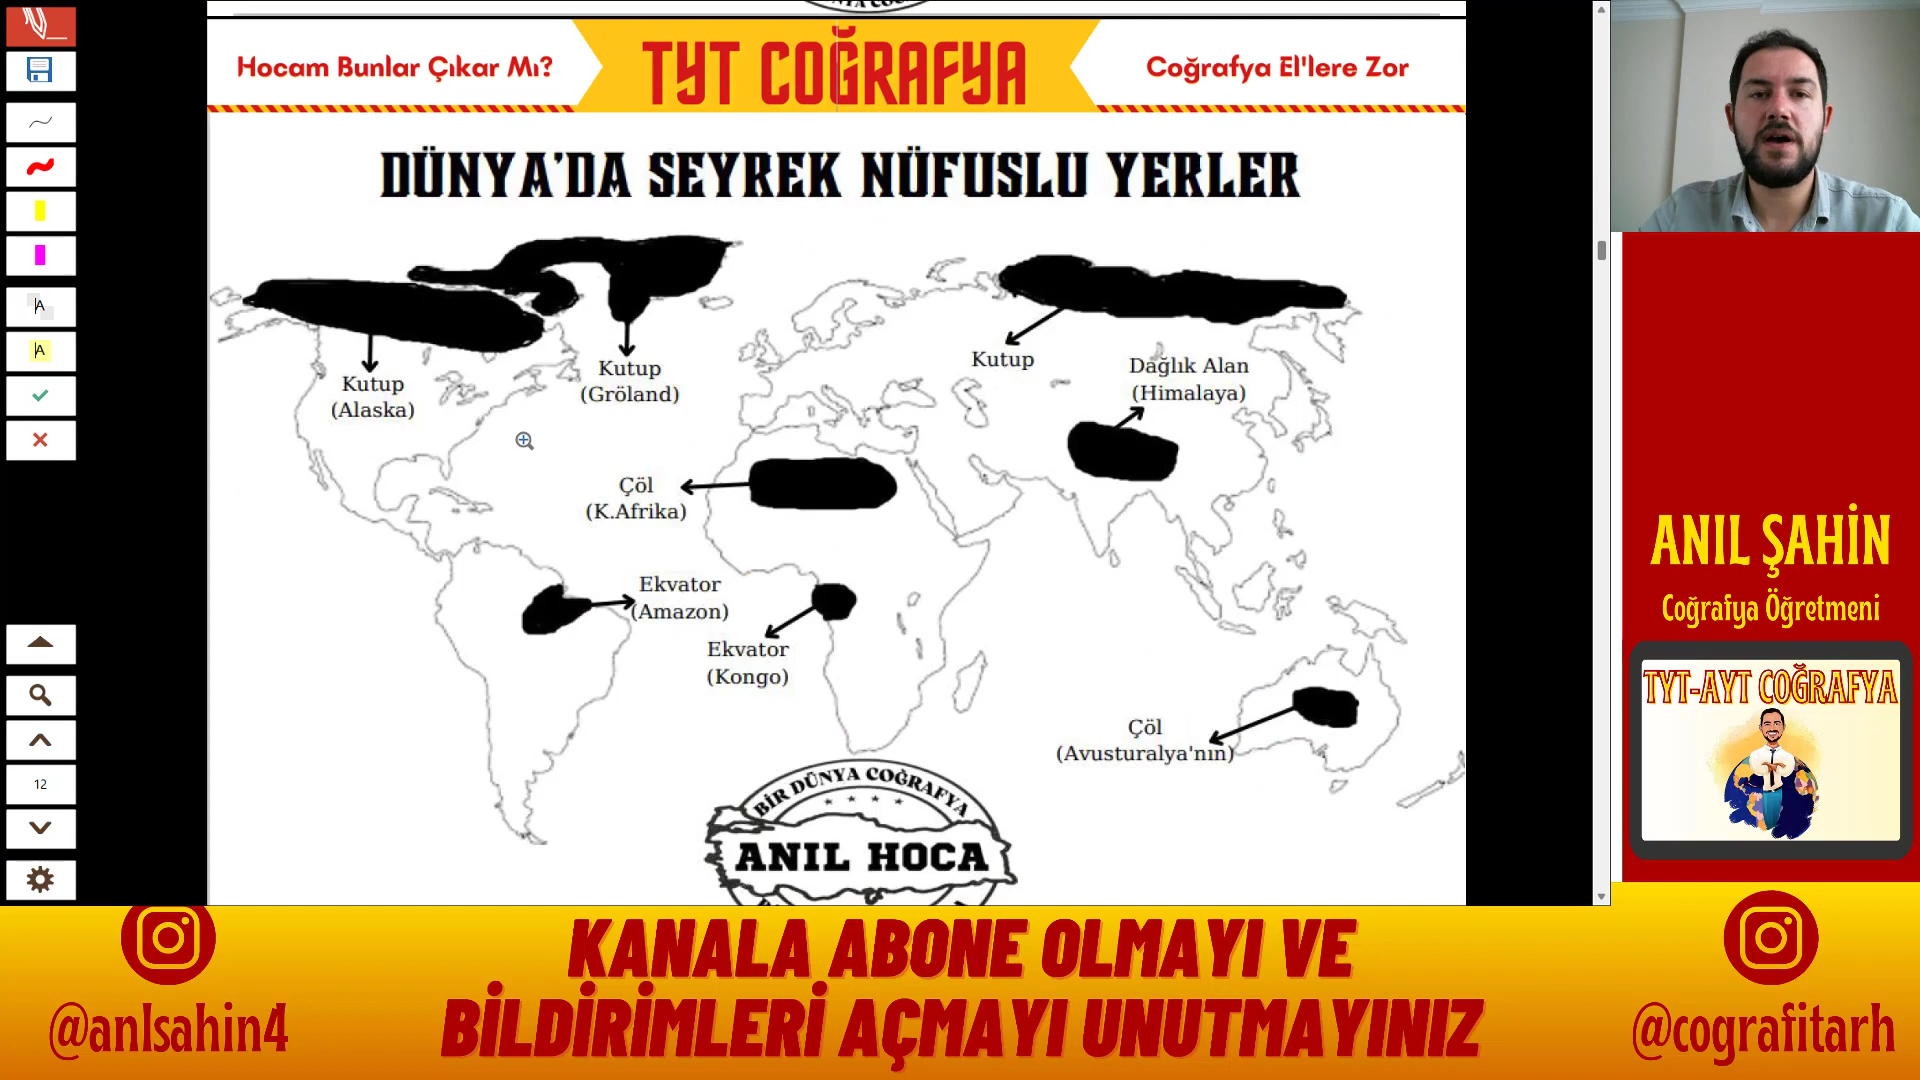 Hocam Bunlar Çıkar Mı?
TYT COĞRAFYA
Coğrafya El'lere Zor
DÜNYA'DA SEYREK NÜFUSLU YERLER
Kutup
(Alaska)
Kutup
(Gröland)
Kutup
Dağlık Alan
(Himalaya)
Çöl
(K.Afrika)
Ekvator
(Amazon)
Ekvator
(Kongo)
Çöl
(Avusturalya'nın)
BİR DÜNYA COĞRAFYA
ANIL HOCA
A
A
12
ANIL ŞAHİN
Coğrafya Öğretmeni
TYT-AYT COĞRAFYA
KANALA ABONE OLMAYI VE
BİLDİRİMLERİ AÇMAYI UNUTMAYINIZ
@anlsahin4
@cografitarh